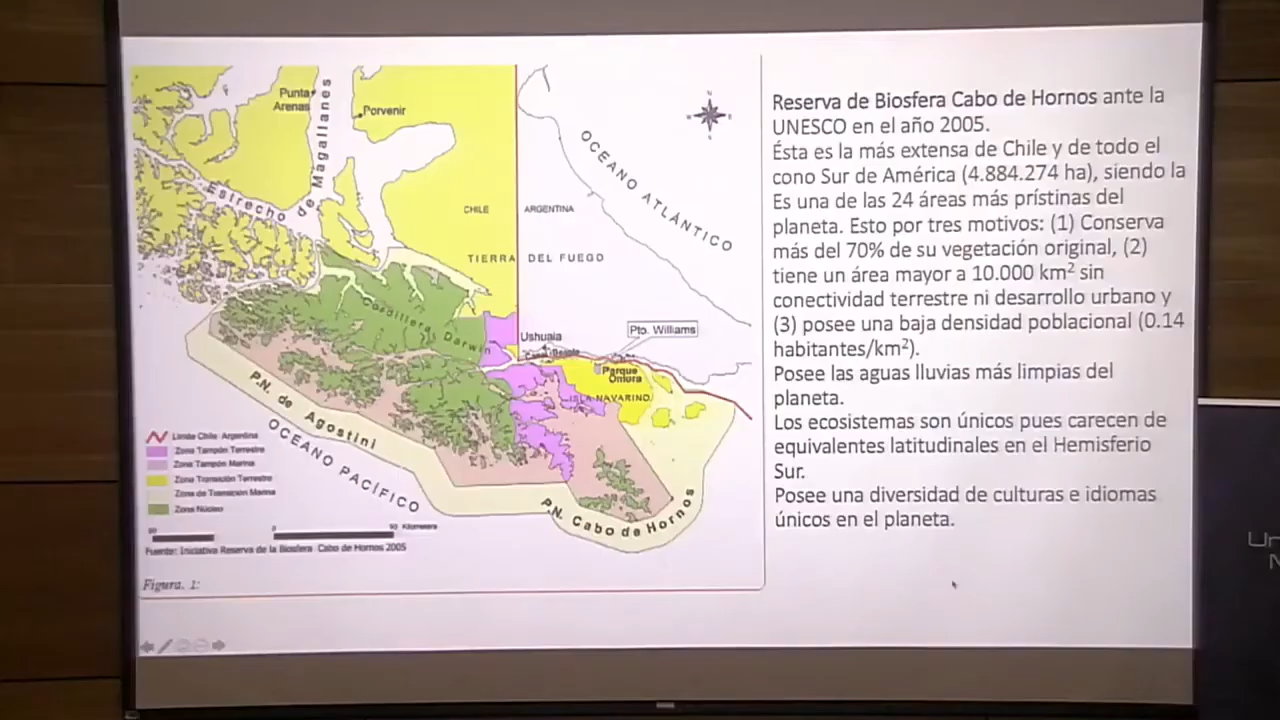 Punta
Arenas
Porvenir
Estrecho de Magallanes
OCEANO ATLÁNTICO
CHILE
ARGENTINA
TIERRA DEL FUEGO
Cordillera Darwin
Ushuaia
Canal Beagle
Pto. Williams
Parque
Omora
ISLA NAVARINO
P.N. de Agostini
OCEANO PACÍFICO
P.N. Cabo de Hornos
Limite Chile Argentina
Zona Tampón Terrestre
Zona Tampón Marina
Zona Transición Terrestre
Zona de Transición Marina
Zona Núcleo
0
Kilometers
Fuente: Iniciativa Reserva de la Biosfera Cabo de Hornos 2005
Figura. 1:
Reserva de Biosfera Cabo de Hornos ante la
UNESCO en el año 2005.
Ésta es la más extensa de Chile y de todo el
cono Sur de América (4.884.274 ha), siendo la
Es una de las 24 áreas más prístinas del
planeta. Esto por tres motivos: (1) Conserva
más del 70% de su vegetación original, (2)
tiene un área mayor a 10.000 km² sin
conectividad terrestre ni desarrollo urbano y
(3) posee una baja densidad poblacional (0.14
habitantes/km²).
Posee las aguas lluvias más limpias del
planeta.
Los ecosistemas son únicos pues carecen de
equivalentes latitudinales en el Hemisferio
Sur.
Posee una diversidad de culturas e idiomas
únicos en el planeta.